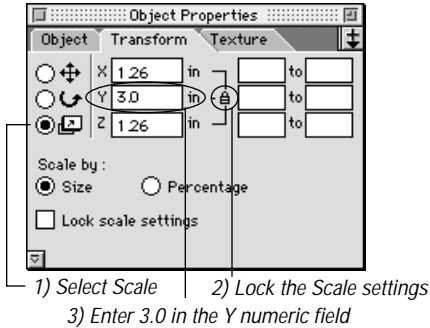 Object Properties
Object Transform Texture
X 1.26 in to
Y 3.0 in to
Z 1.26 in to
Scale by :
Size Percentage
Lock scale settings
1) Select Scale 2) Lock the Scale settings
3) Enter 3.0 in the Y numeric field